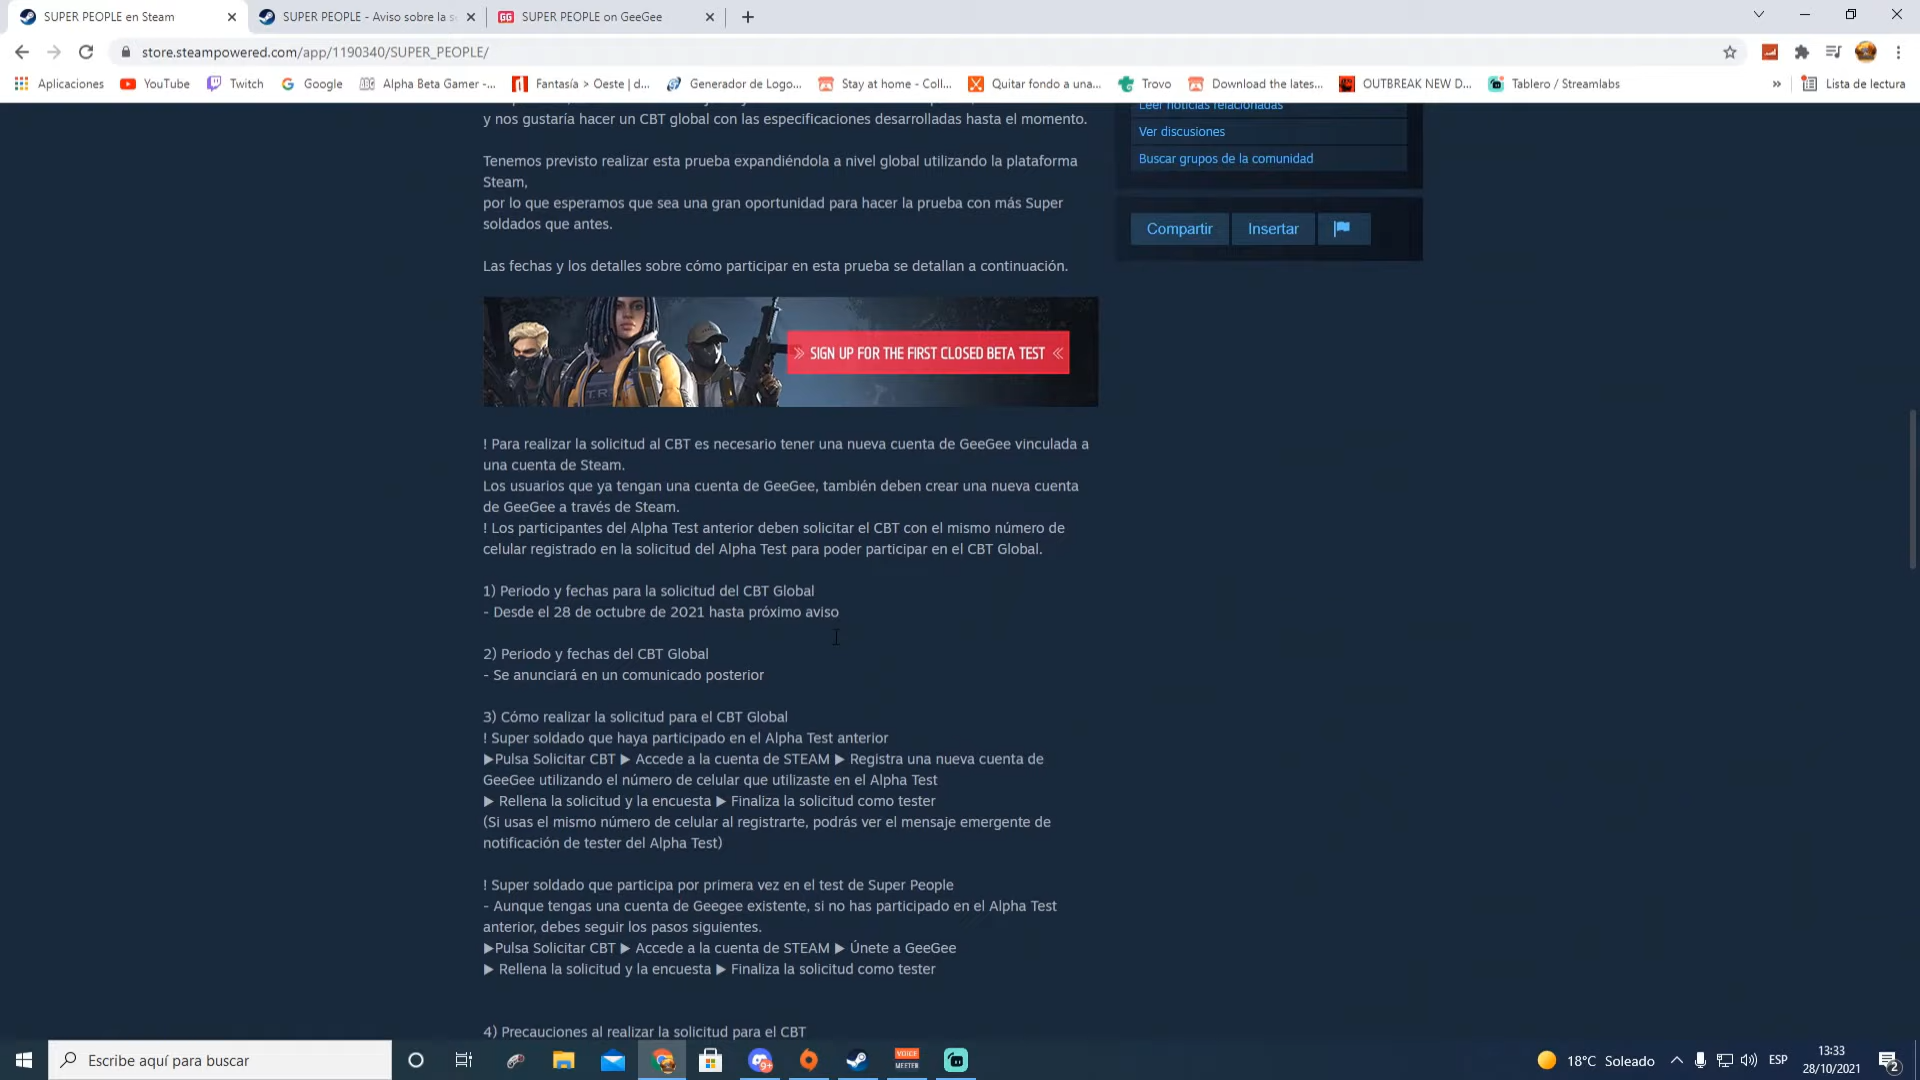 SUPER PEOPLE en Steam
SUPER PEOPLE - Aviso sobre la s
SUPER PEOPLE on GeeGee
store.steampowered.com/app/1190340/SUPER_PEOPLE/
Aplicaciones
YouTube
Twitch
Google
Alpha Beta Gamer -...
Fantasía > Oeste | d...
Generador de Logo...
Stay at home - Coll...
Quitar fondo a una...
Trovo
Download the lates...
OUTBREAK NEW D...
Tablero / Streamlabs
»
Lista de lectura
Leer noticias relacionadas
y nos gustaría hacer un CBT global con las especificaciones desarrolladas hasta el momento.
Ver discusiones
Buscar grupos de la comunidad
Tenemos previsto realizar esta prueba expandiéndola a nivel global utilizando la plataforma
Steam,
por lo que esperamos que sea una gran oportunidad para hacer la prueba con más Super
soldados que antes.
Compartir
Insertar
Las fechas y los detalles sobre cómo participar en esta prueba se detallan a continuación.
» SIGN UP FOR THE FIRST CLOSED BETA TEST «
! Para realizar la solicitud al CBT es necesario tener una nueva cuenta de GeeGee vinculada a
una cuenta de Steam.
Los usuarios que ya tengan una cuenta de GeeGee, también deben crear una nueva cuenta
de GeeGee a través de Steam.
! Los participantes del Alpha Test anterior deben solicitar el CBT con el mismo número de
celular registrado en la solicitud del Alpha Test para poder participar en el CBT Global.
1) Periodo y fechas para la solicitud del CBT Global
- Desde el 28 de octubre de 2021 hasta próximo aviso
2) Periodo y fechas del CBT Global
- Se anunciará en un comunicado posterior
3) Cómo realizar la solicitud para el CBT Global
! Super soldado que haya participado en el Alpha Test anterior
▶Pulsa Solicitar CBT ▶ Accede a la cuenta de STEAM ▶ Registra una nueva cuenta de
GeeGee utilizando el número de celular que utilizaste en el Alpha Test
▶ Rellena la solicitud y la encuesta ▶ Finaliza la solicitud como tester
(Si usas el mismo número de celular al registrarte, podrás ver el mensaje emergente de
notificación de tester del Alpha Test)
! Super soldado que participa por primera vez en el test de Super People
- Aunque tengas una cuenta de Geegee existente, si no has participado en el Alpha Test
anterior, debes seguir los pasos siguientes.
▶Pulsa Solicitar CBT ▶ Accede a la cuenta de STEAM ▶ Únete a GeeGee
▶ Rellena la solicitud y la encuesta ▶ Finaliza la solicitud como tester
4) Precauciones al realizar la solicitud para el CBT
Escribe aquí para buscar
9+
VOICE
MEETER
18°C Soleado
ESP
13:33
28/10/2021
2